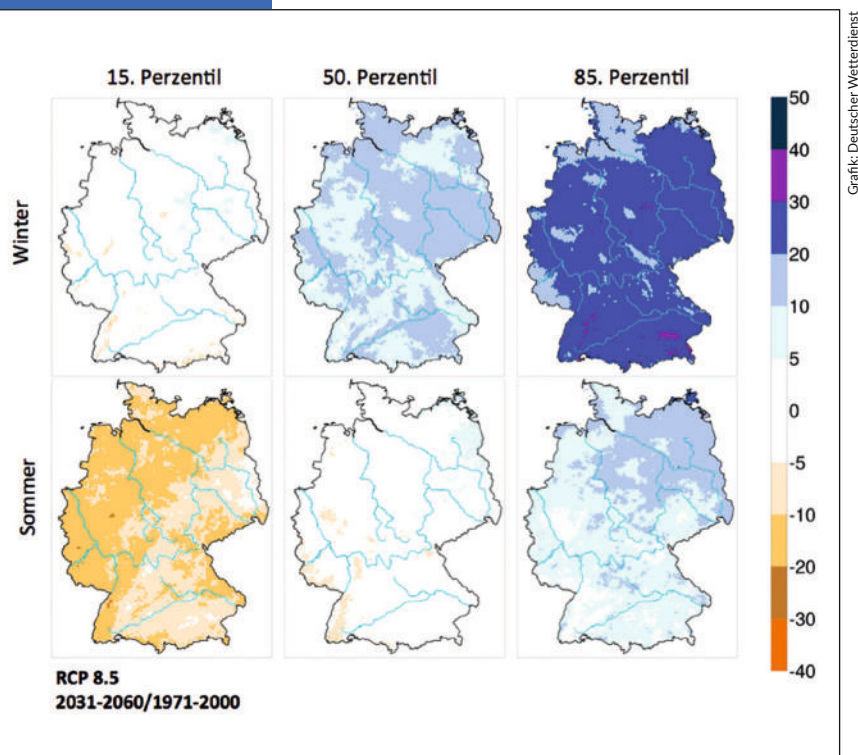 Grafik: Deutscher Wetterdienst
15. Perzentil
50. Perzentil
85. Perzentil
Winter
Sommer
50
40
30
20
10
5
0
-5
-10
-20
-30
-40
RCP 8.5
2031-2060/1971-2000